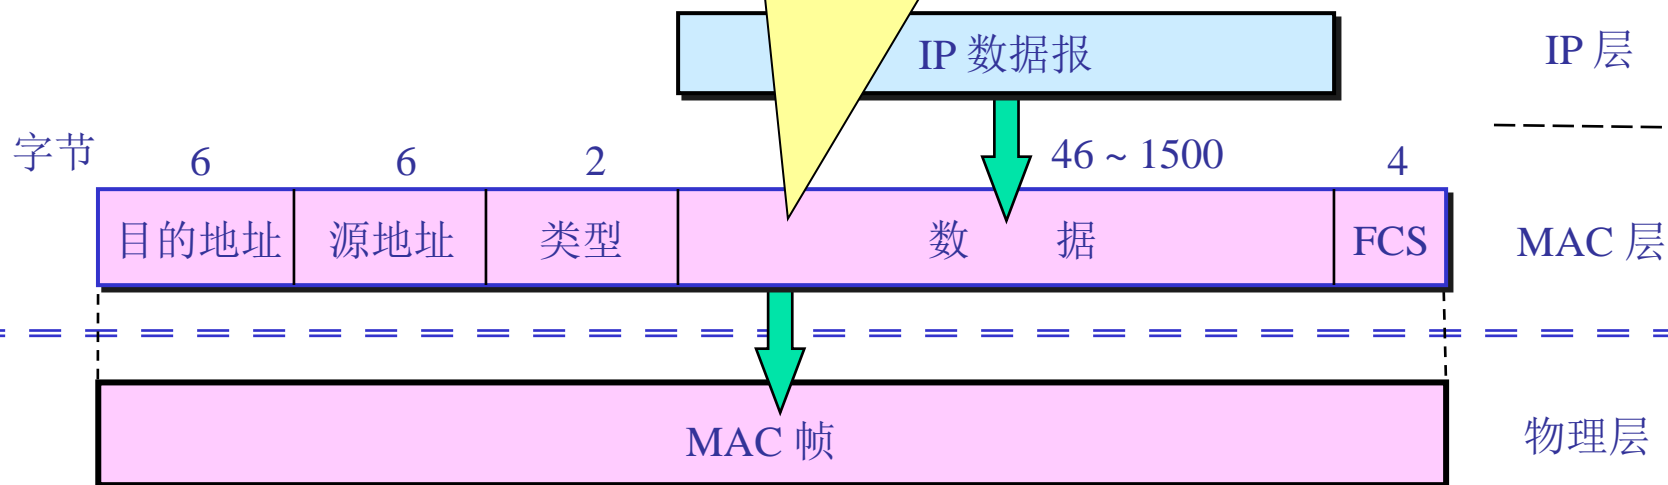 IP 数据报
IP 层
字节
6
6
2
46 ~ 1500
4
目的地址
源地址
类型
数 据
FCS
MAC 层
MAC 帧
物理层